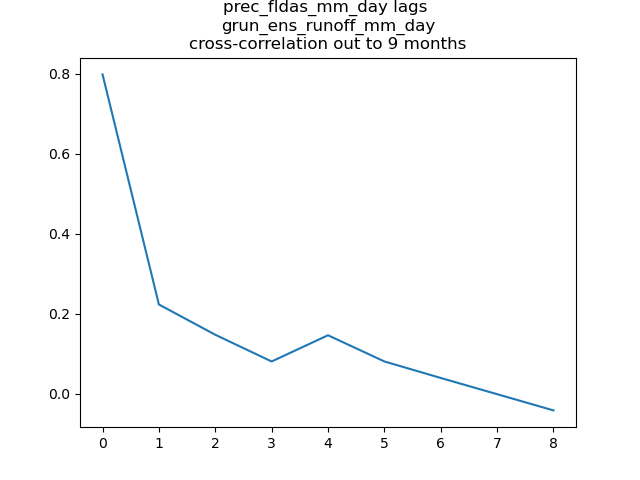 prec_fldas_mm_day lags
grun_ens_runoff_mm_day
cross-correlation out to 9 months
0.8
0.6
0.4
0.2
0.0
0 1 2 3 4 5 6 7 8